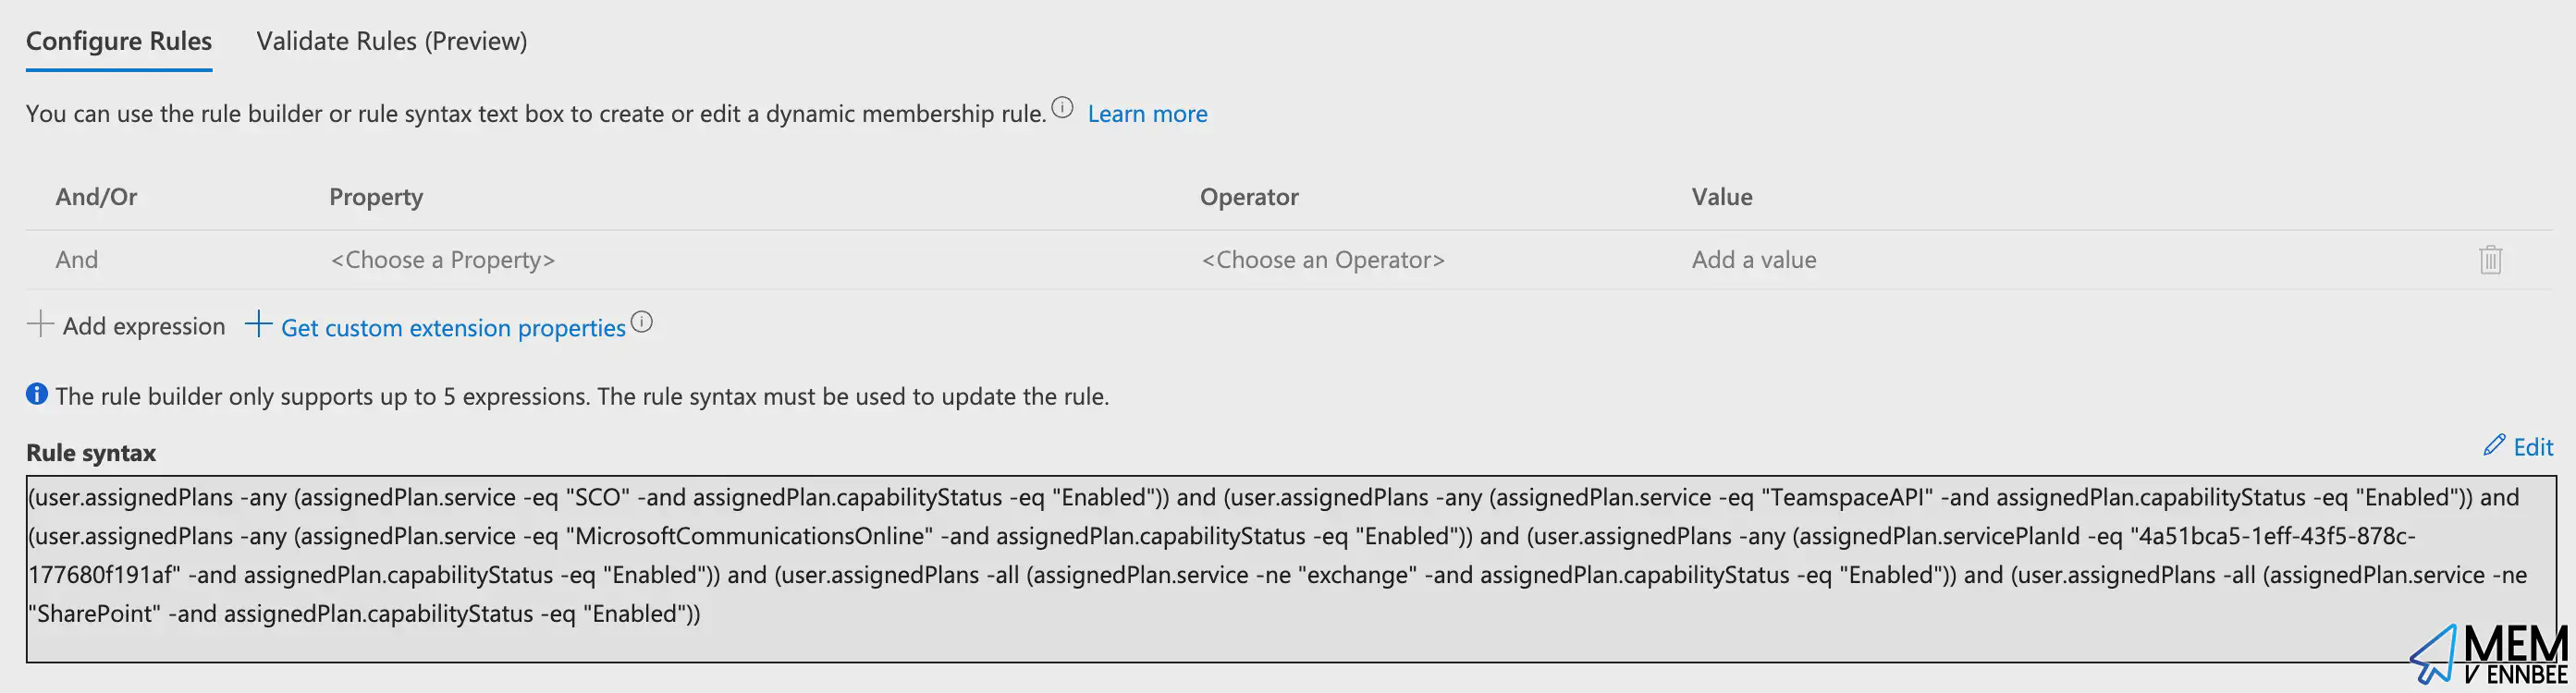 Configure Rules Validate Rules (Preview)
You can use the rule builder or rule syntax text box to create or edit a dynamic membership rule. Learn more
And/Or Property Operator Value
And <Choose a Property> <Choose an Operator> Add a value
Add expression Get custom extension properties
The rule builder only supports up to 5 expressions. The rule syntax must be used to update the rule.
Rule syntax Edit
(user.assignedPlans -any (assignedPlan.service -eq "SCO" -and assignedPlan.capabilityStatus -eq "Enabled")) and (user.assignedPlans -any (assignedPlan.service -eq "TeamspaceAPI" -and assignedPlan.capabilityStatus -eq "Enabled")) and
(user.assignedPlans -any (assignedPlan.service -eq "MicrosoftCommunicationsOnline" -and assignedPlan.capabilityStatus -eq "Enabled")) and (user.assignedPlans -any (assignedPlan.servicePlanId -eq "4a51bca5-1eff-43f5-878c-
177680f191af" -and assignedPlan.capabilityStatus -eq "Enabled")) and (user.assignedPlans -all (assignedPlan.service -ne "exchange" -and assignedPlan.capabilityStatus -eq "Enabled")) and (user.assignedPlans -all (assignedPlan.service -ne
"SharePoint" -and assignedPlan.capabilityStatus -eq "Enabled"))
MEM
V ENNBEE